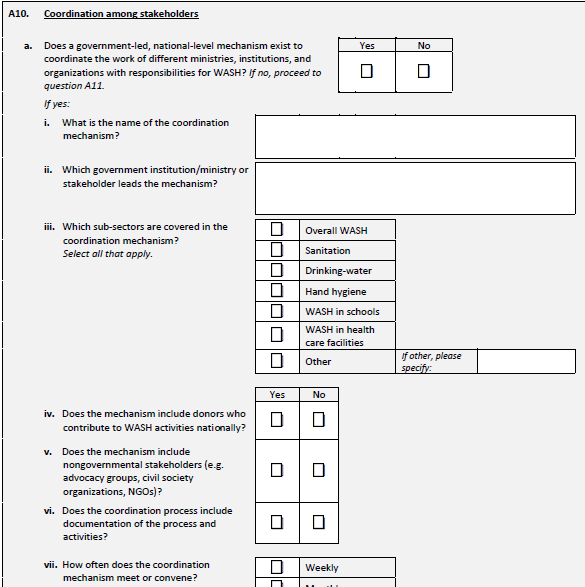 A10. Coordination among stakeholders
a. Does a government-led, national-level mechanism exist to
coordinate the work of different ministries, institutions, and
organizations with responsibilities for WASH? If no, proceed to
question A11.
Yes No
If yes:
i. What is the name of the coordination
mechanism?
ii. Which government institution/ministry or
stakeholder leads the mechanism?
iii. Which sub-sectors are covered in the
coordination mechanism?
Select all that apply.
Overall WASH
Sanitation
Drinking-water
Hand hygiene
WASH in schools
WASH in health
care facilities
Other
If other, please
specify:
Yes No
iv. Does the mechanism include donors who
contribute to WASH activities nationally?
v. Does the mechanism include
nongovernmental stakeholders (e.g.
advocacy groups, civil society
organizations, NGOs)?
vi. Does the coordination process include
documentation of the process and
activities?
vii. How often does the coordination
mechanism meet or convene?
Weekly